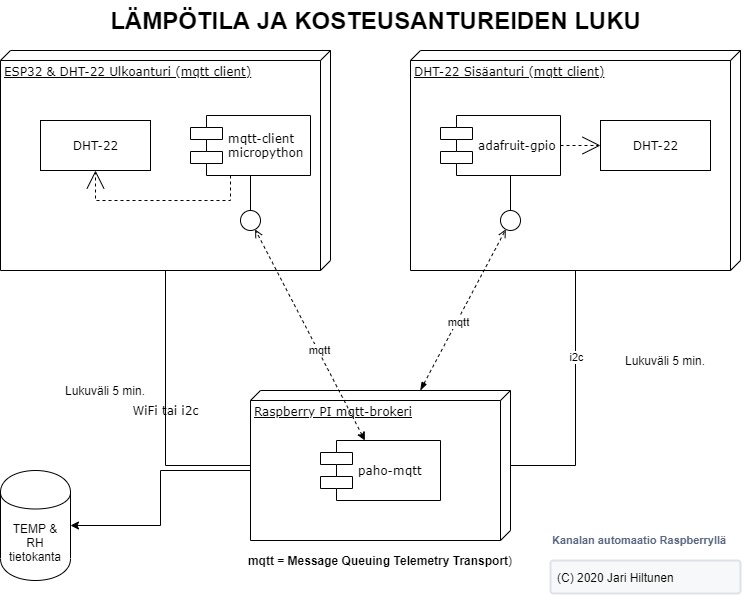 LÄMPÖTILA JA KOSTEUSANTUREIDEN LUKU
ESP32 & DHT-22 Ulkoanturi (mqtt client)
DHT-22 Sisäanturi (mqtt client)
DHT-22
mqtt-client
micropython
adafruit-gpio
DHT-22
mqtt
mqtt
i2c
Lukuväli 5 min.
Lukuväli 5 min.
WiFi tai i2c
Raspberry PI mqtt-brokeri
paho-mqtt
TEMP &
RH
tietokanta
Kanalan automaatio Raspberryllä
mqtt = Message Queuing Telemetry Transport)
(C) 2020 Jari Hiltunen